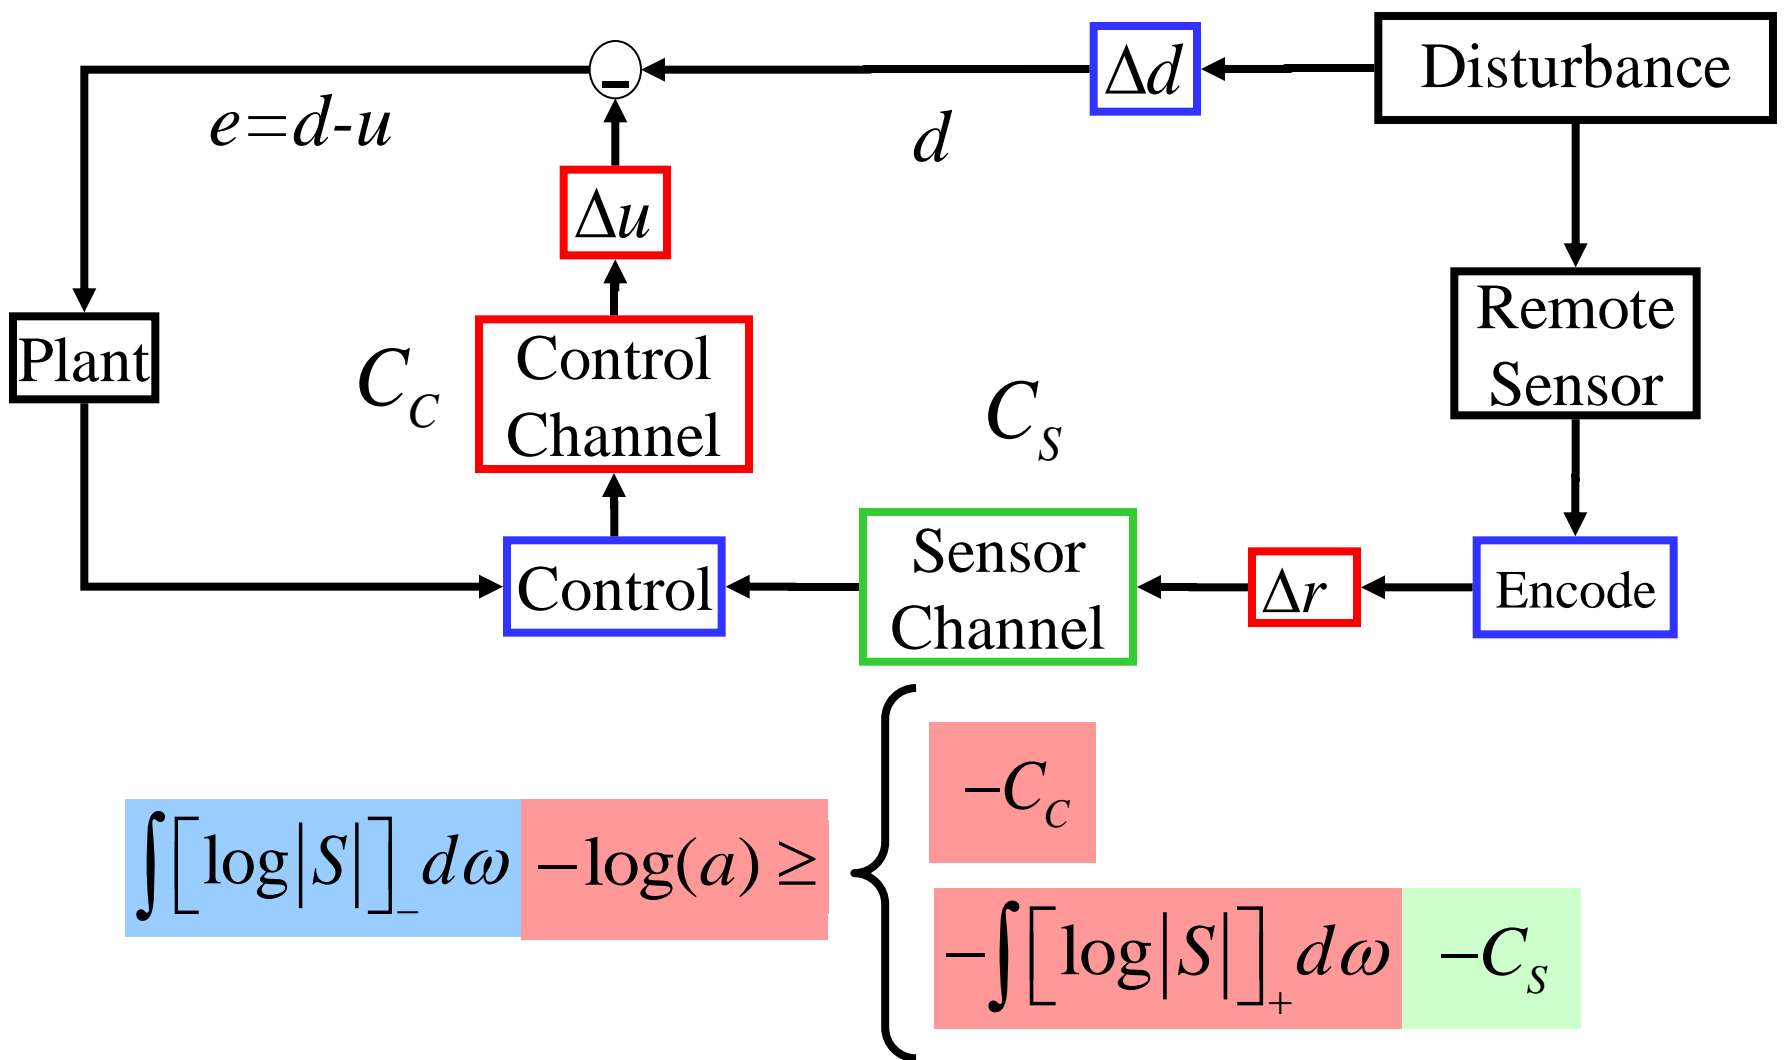 Disturbance
Δd
-
e=d-u
d
Δu
Remote
Sensor
Plant
C_C
Control
Channel
C_S
Sensor
Channel
Control
Δr
Encode
−C_C
∫[log|S|]_− dω −log(a) ≥
−∫[log|S|]_+ dω −C_S